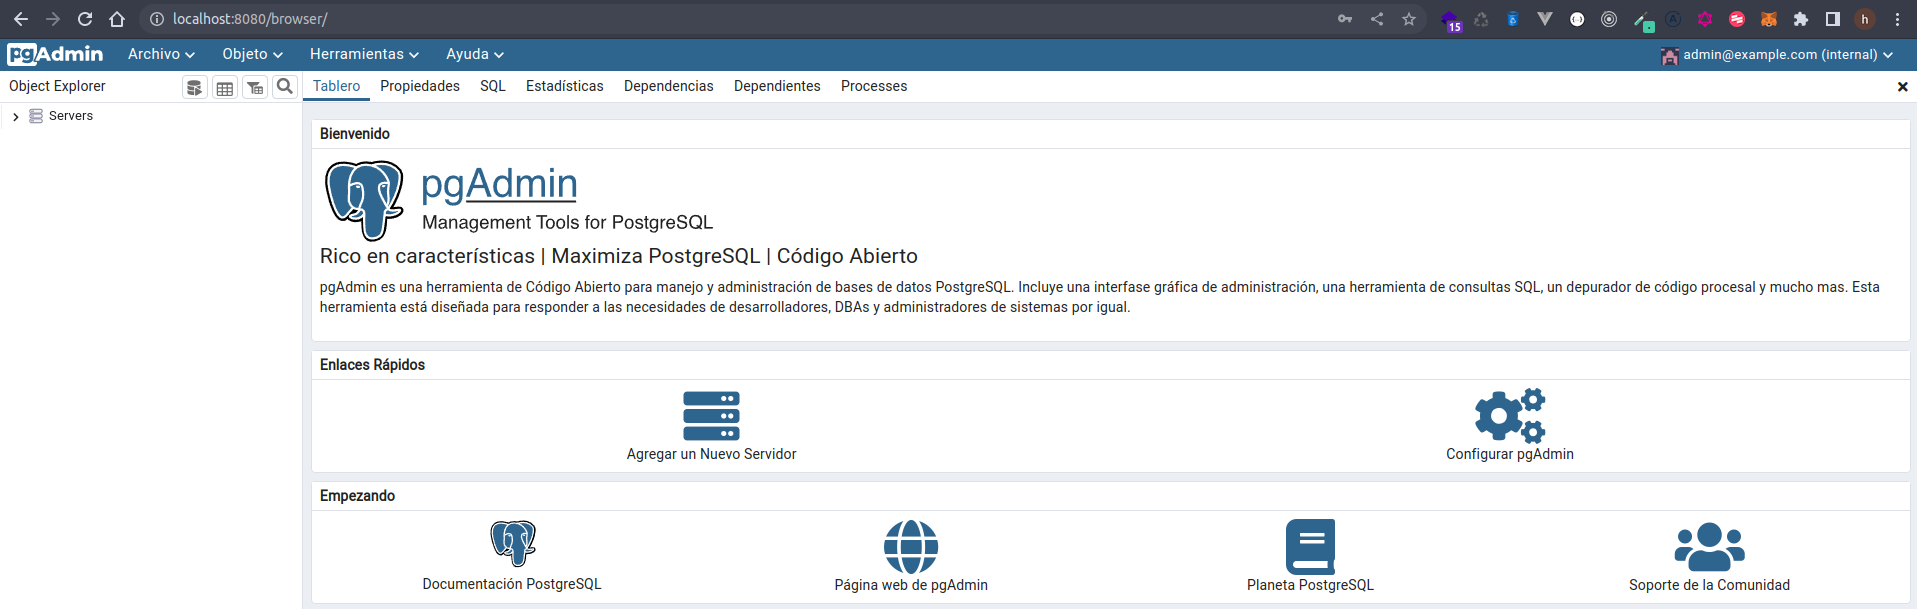 localhost:8080/browser/
15
h
pgAdmin
Archivo
Objeto
Herramientas
Ayuda
admin@example.com (internal)
Object Explorer
Tablero
Propiedades
SQL
Estadísticas
Dependencias
Dependientes
Processes
Servers
Bienvenido
pgAdmin
Management Tools for PostgreSQL
Rico en características | Maximiza PostgreSQL | Código Abierto
pgAdmin es una herramienta de Código Abierto para manejo y administración de bases de datos PostgreSQL. Incluye una interfase gráfica de administración, una herramienta de consultas SQL, un depurador de código procesal y mucho mas. Esta
herramienta está diseñada para responder a las necesidades de desarrolladores, DBAs y administradores de sistemas por igual.
Enlaces Rápidos
Agregar un Nuevo Servidor
Configurar pgAdmin
Empezando
Documentación PostgreSQL
Página web de pgAdmin
Planeta PostgreSQL
Soporte de la Comunidad